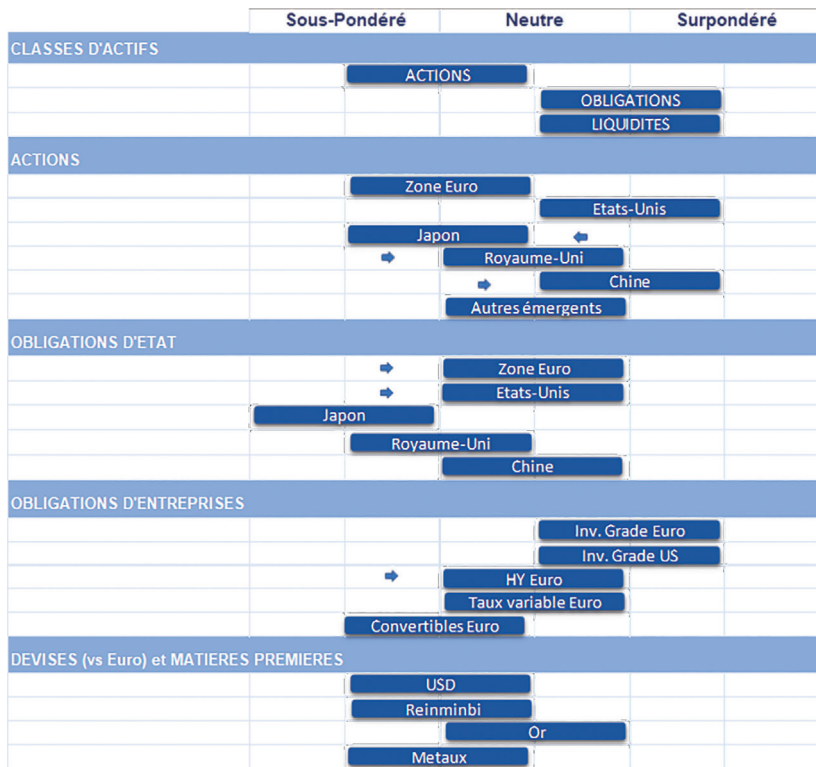 Sous-Pondéré Neutre Surpondéré
CLASSES D'ACTIFS
ACTIONS
OBLIGATIONS
LIQUIDITES
ACTIONS
Zone Euro
Etats-Unis
Japon
Royaume-Uni
Chine
Autres émergents
OBLIGATIONS D'ETAT
Zone Euro
Etats-Unis
Japon
Royaume-Uni
Chine
OBLIGATIONS D'ENTREPRISES
Inv. Grade Euro
Inv. Grade US
HY Euro
Taux variable Euro
Convertibles Euro
DEVISES (vs Euro) et MATIERES PREMIERES
USD
Reinminbi
Or
Metaux